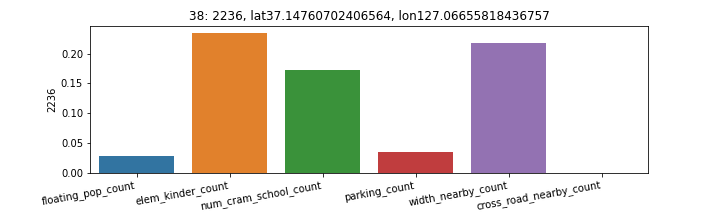 38: 2236, lat37.14760702406564, lon127.06655818436757
0.20
0.15
0.10
0.05
0.00
2236
floating_pop_count
elem_kinder_count
num_cram_school_count
parking_count
width_nearby_count
cross_road_nearby_count